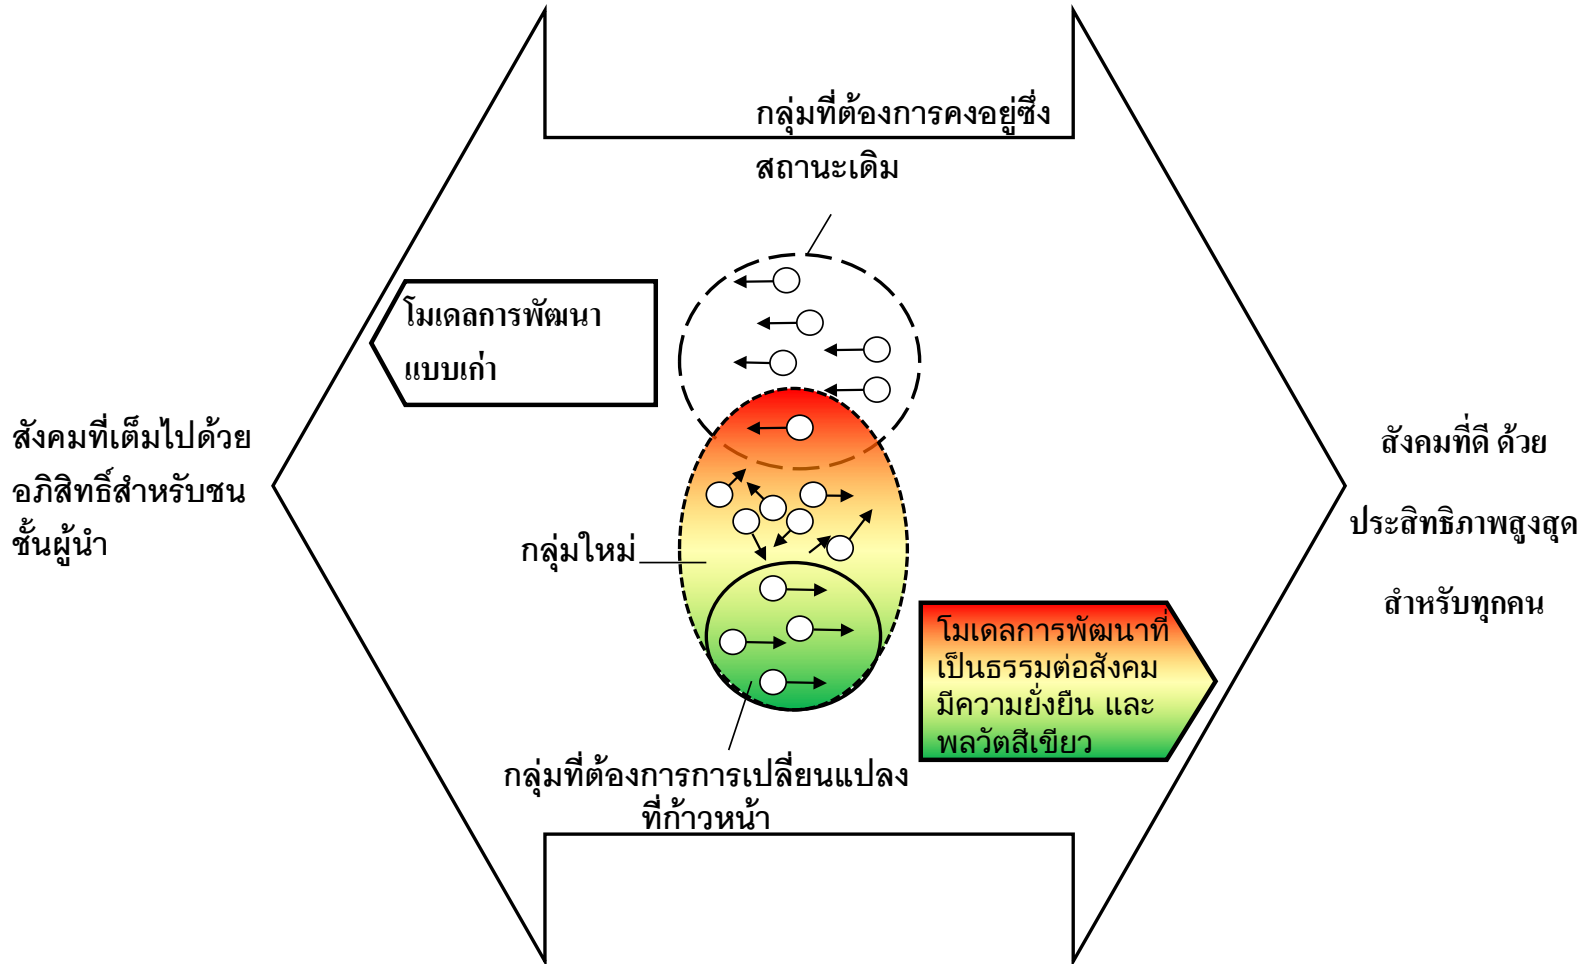 กลุ่มที่ต้องการคงอยู่ซึ่ง
สถานะเดิม
โมเดลการพัฒนา
แบบเก่า
สังคมที่เต็มไปด้วย
อภิสิทธิ์สำหรับชน
ชั้นผู้นำ
สังคมที่ดี ด้วย
ประสิทธิภาพสูงสุด
สำหรับทุกคน
กลุ่มใหม่
โมเดลการพัฒนาที่
เป็นธรรมต่อสังคม
มีความยั่งยืน และ
พลวัตสีเขียว
กลุ่มที่ต้องการการเปลี่ยนแปลง
ที่ก้าวหน้า